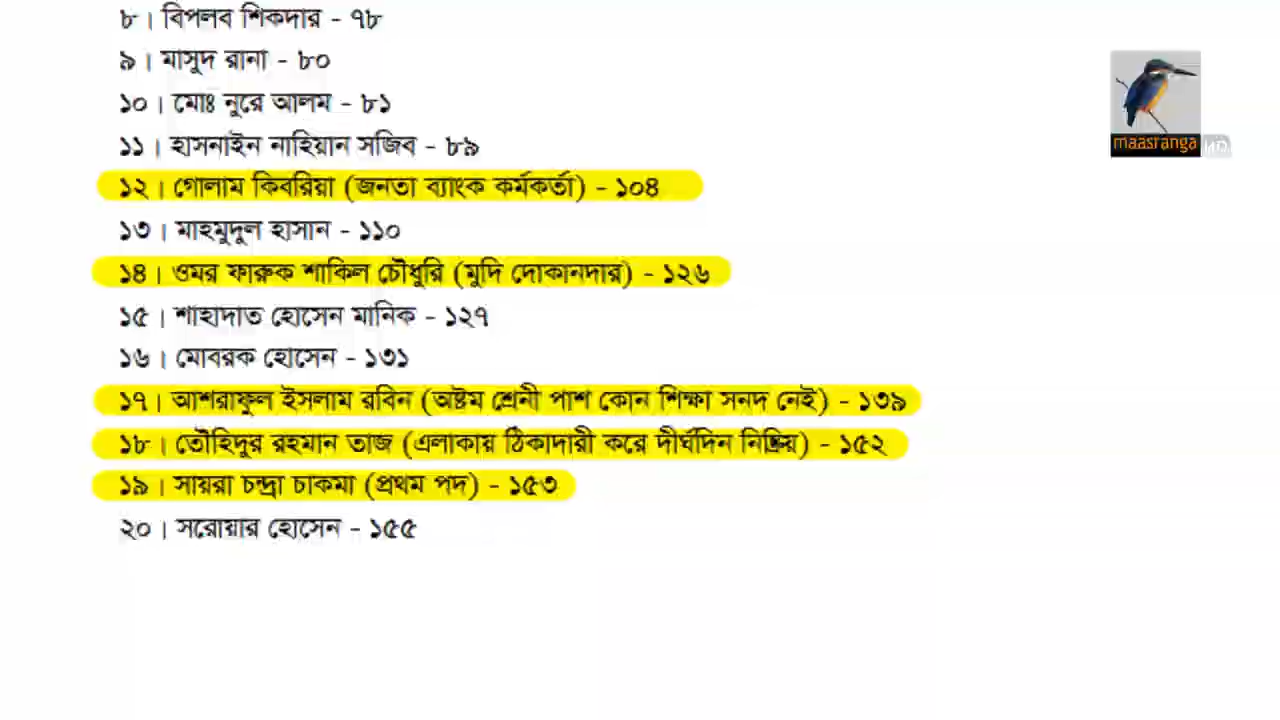 ৮। বিপলব শিকদার - ৭৮
৯। মাসুদ রানা - ৮০
১০। মোঃ নুরে আলম - ৮১
১১। হাসনাইন নাহিয়ান সজিব - ৮৯
১২। গোলাম কিবরিয়া (জনতা ব্যাংক কর্মকর্তা) - ১০৪
১৩। মাহমুদুল হাসান - ১১০
১৪। ওমর ফারুক শাকিল চৌধুরি (মুদি দোকানদার) - ১২৬
১৫। শাহাদাত হোসেন মানিক - ১২৭
১৬। মোবরক হোসেন - ১৩১
১৭। আশরাফুল ইসলাম রবিন (অষ্টম শ্রেনী পাশ কোন শিক্ষা সনদ নেই) - ১৩৯
১৮। তৌহিদুর রহমান তাজ (এলাকায় ঠিকাদারী করে দীর্ঘদিন নিষ্ক্রিয়) - ১৫২
১৯। সায়রা চন্দ্রা চাকমা (প্রথম পদ) - ১৫৩
২০। সরোয়ার হোসেন - ১৫৫
maasranga HD